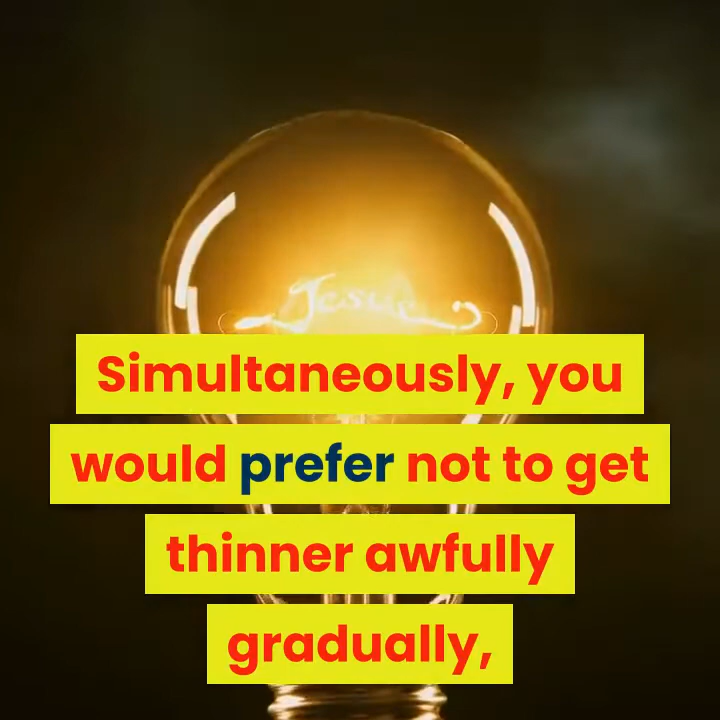 Jesus
Simultaneously, you
would prefer not to get
thinner awfully
gradually,